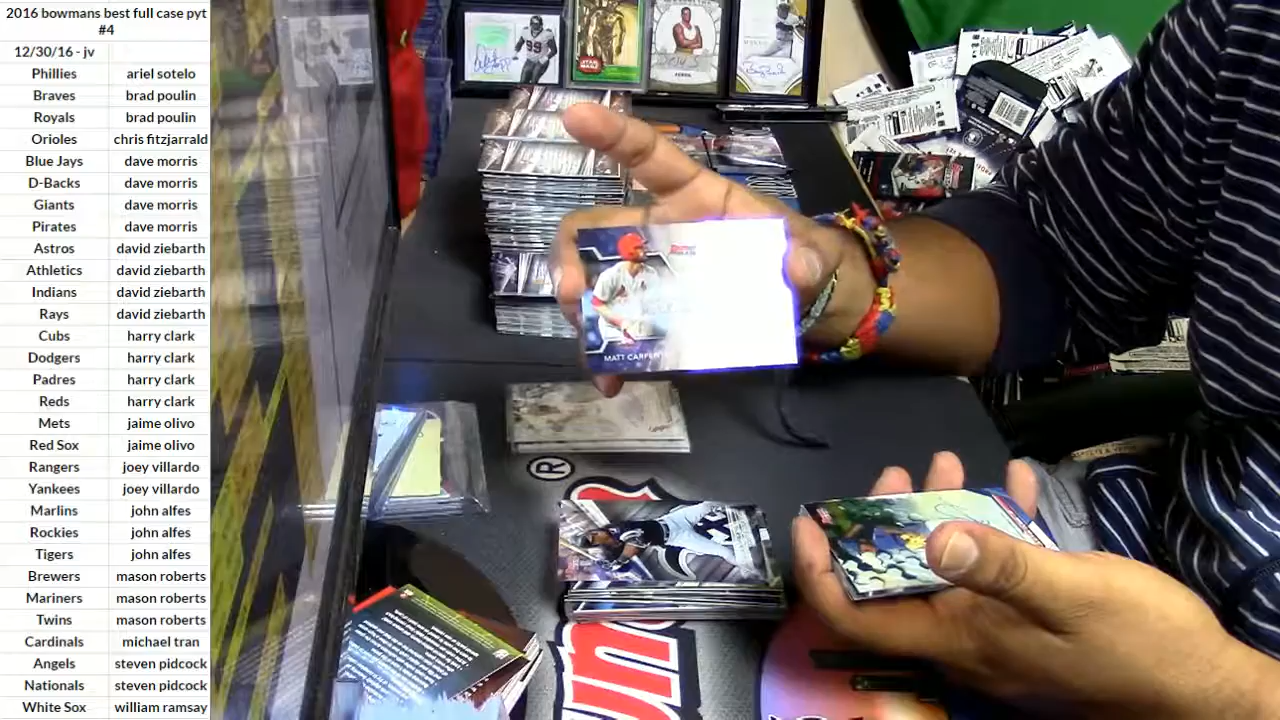 2016 bowmans best full case pyt
#4
12/30/16 - jv
Phillies ariel sotelo
Braves brad poulin
Royals brad poulin
Orioles chris fitzjarrald
Blue Jays dave morris
D-Backs dave morris
Giants dave morris
Pirates dave morris
Astros david ziebarth
Athletics david ziebarth
Indians david ziebarth
Rays david ziebarth
Cubs harry clark
Dodgers harry clark
Padres harry clark
Reds harry clark
Mets jaime olivo
Red Sox jaime olivo
Rangers joey villardo
Yankees joey villardo
Marlins john alfes
Rockies john alfes
Tigers john alfes
Brewers mason roberts
Mariners mason roberts
Twins mason roberts
Cardinals michael tran
Angels steven pidcock
Nationals steven pidcock
White Sox william ramsay
99
STAR WARS
MATT CARPEN
®
un